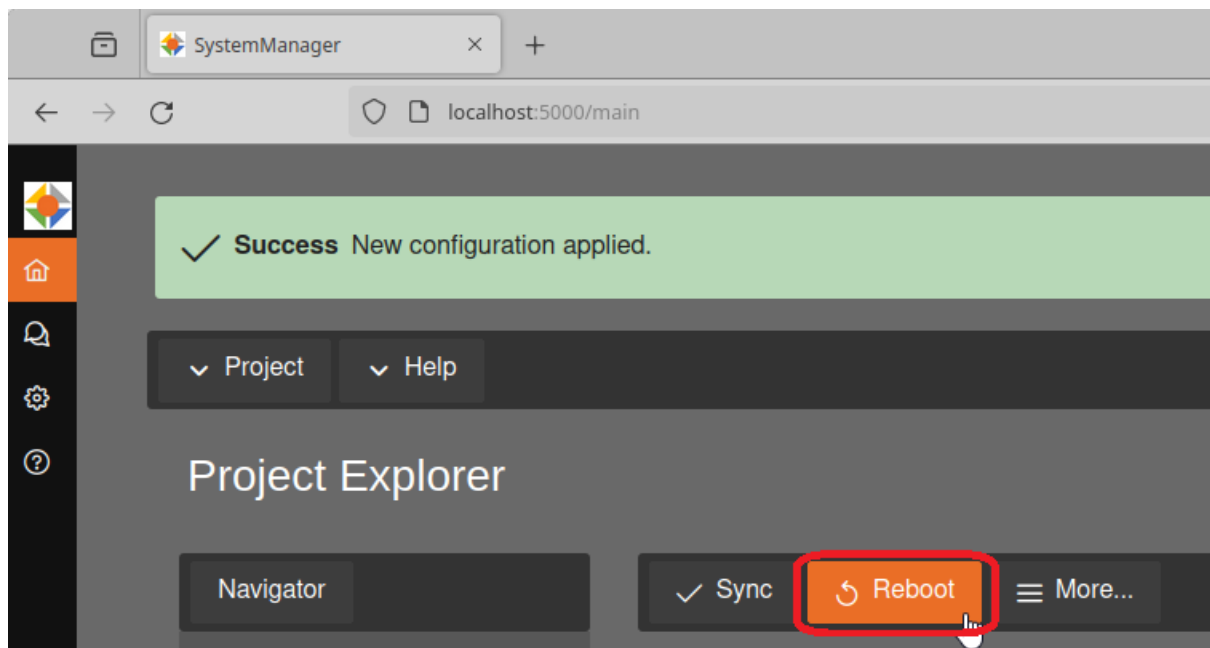 SystemManager
localhost:5000/main
Success New configuration applied.
Project Help
Project Explorer
Navigator Sync Reboot More...